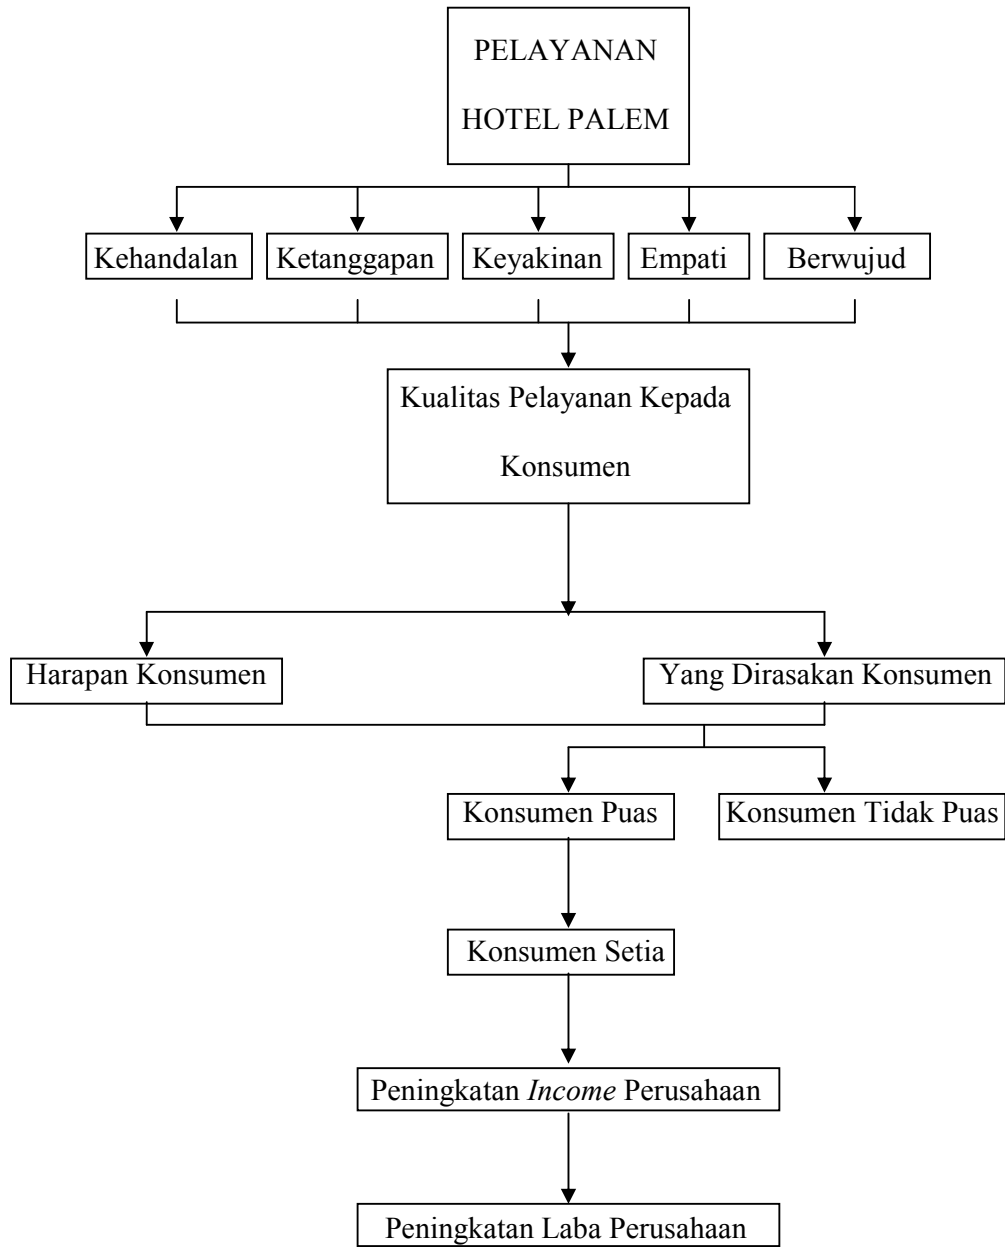 PELAYANAN
HOTEL PALEM
Kehandalan
Ketanggapan
Keyakinan
Empati
Berwujud
Kualitas Pelayanan Kepada
Konsumen
Harapan Konsumen
Yang Dirasakan Konsumen
Konsumen Puas
Konsumen Tidak Puas
Konsumen Setia
Peningkatan Income Perusahaan
Peningkatan Laba Perusahaan